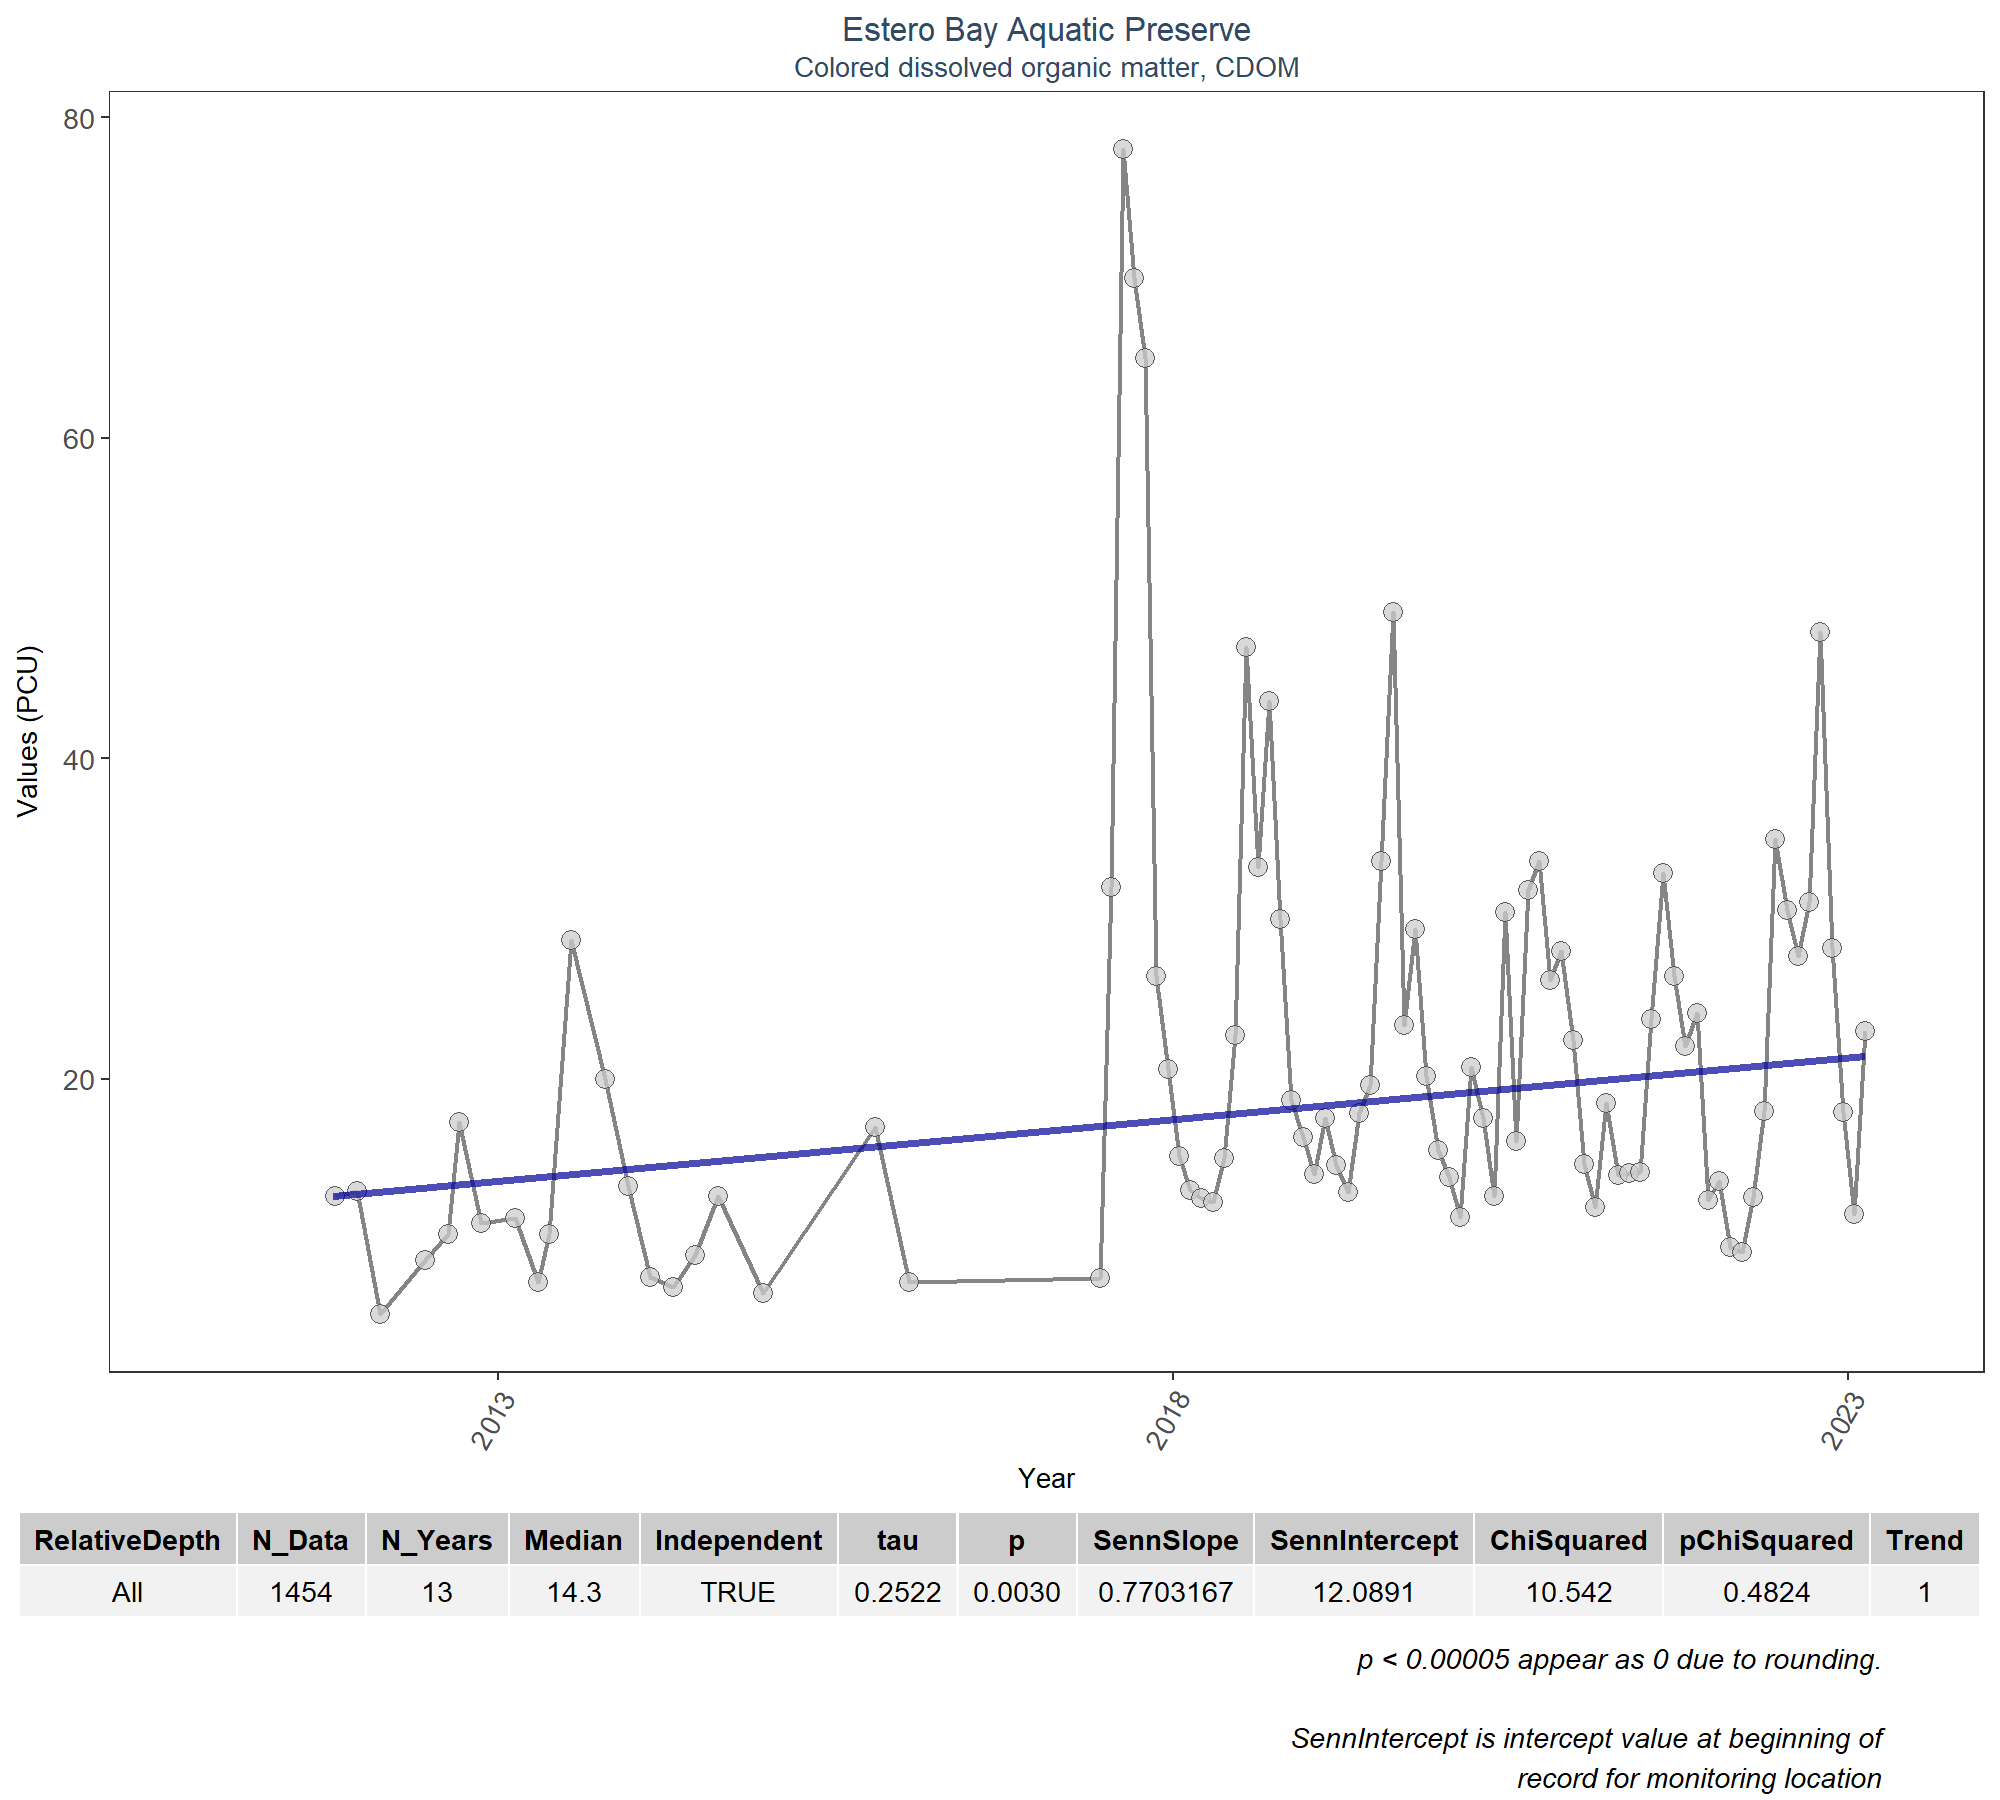 Estero Bay Aquatic Preserve
Colored dissolved organic matter, CDOM
80
60
40
20
Values (PCU)
2013
2018
2023
Year
RelativeDepth N_Data N_Years Median Independent tau p SennSlope SennIntercept ChiSquared pChiSquared Trend
All 1454 13 14.3 TRUE 0.2522 0.0030 0.7703167 12.0891 10.542 0.4824 1
p < 0.00005 appear as 0 due to rounding.
SennIntercept is intercept value at beginning of
record for monitoring location